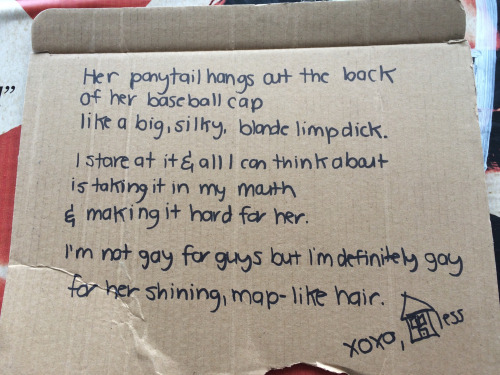 Her ponytail hangs out the back
of her baseball cap
like a big, silky, blonde limp dick.
I stare at it & all I can think about
is taking it in my mouth
& making it hard for her.
I'm not gay for guys but I'm definitely gay
for her shining, map-like hair.
xoxo, less